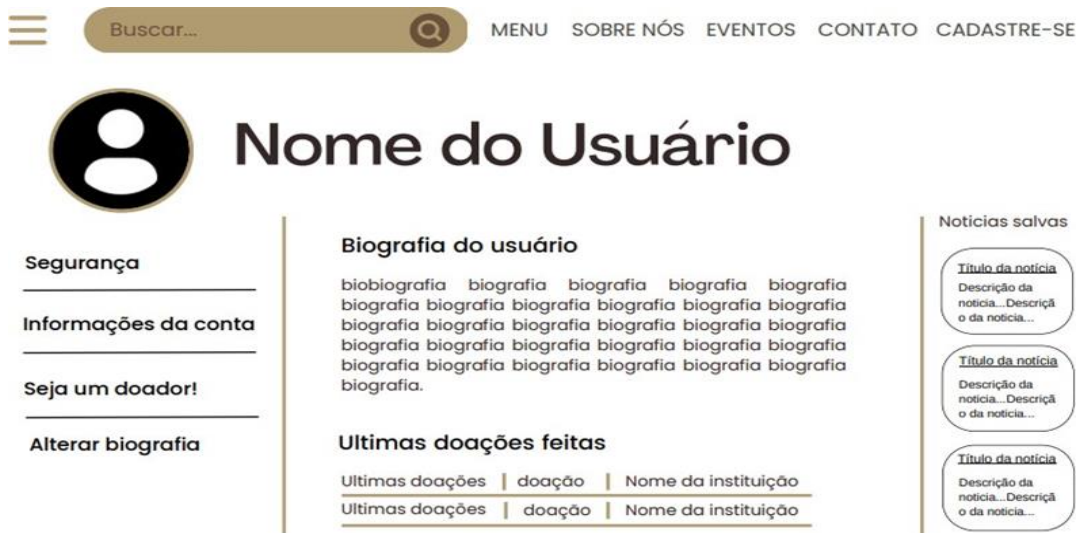 Buscar...
MENU SOBRE NÓS EVENTOS CONTATO CADASTRE-SE
Nome do Usuário
Segurança
Informações da conta
Seja um doador!
Alterar biografia
Biografia do usuário
biobiografia biografia biografia biografia biografia
biografia biografia biografia biografia biografia biografia
biografia biografia biografia biografia biografia biografia
biografia biografia biografia biografia biografia biografia
biografia biografia biografia biografia biografia biografia
biografia.
Ultimas doações feitas
Ultimas doações | doação | Nome da instituição
Ultimas doações | doação | Nome da instituição
Noticias salvas
Título da notícia
Descrição da
noticia...Descriçã
o da noticia...
Título da notícia
Descrição da
noticia...Descriçã
o da noticia...
Título da notícia
Descrição da
noticia...Descriçã
o da noticia...